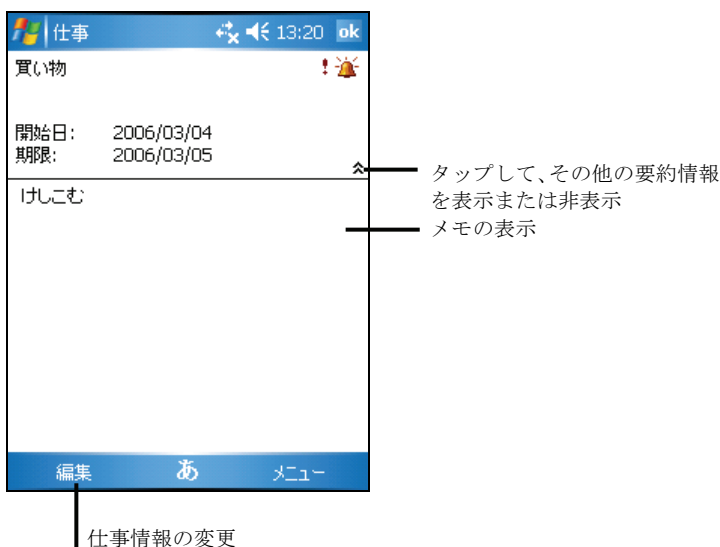 仕事 13:20 ok
買い物 !
開始日: 2006/03/04
期限: 2006/03/05
タップして、その他の要約情報
を表示または非表示
けしこむ
メモの表示
編集 あ メニュー
仕事情報の変更